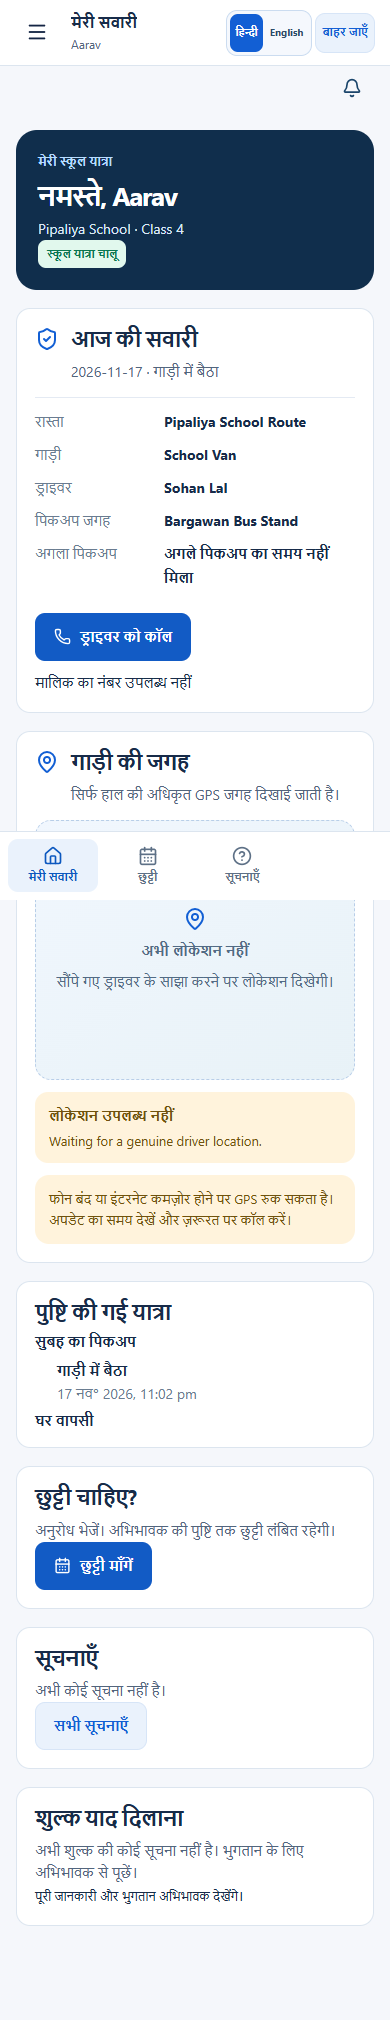 मेरी सवारी
Aarav
हिन्दी
English
बाहर जाएँ
मेरी स्कूल यात्रा
नमस्ते, Aarav
Pipaliya School · Class 4
स्कूल यात्रा चालू
आज की सवारी
2026-11-17 · गाड़ी में बैठा
रास्ता Pipaliya School Route
गाड़ी School Van
ड्राइवर Sohan Lal
पिकअप जगह Bargawan Bus Stand
अगला पिकअप अगले पिकअप का समय नहीं
मिला
ड्राइवर को कॉल
मालिक का नंबर उपलब्ध नहीं
गाड़ी की जगह
सिर्फ हाल की अधिकृत GPS जगह दिखाई जाती है।
मेरी सवारी
छुट्टी
सूचनाएँ
अभी लोकेशन नहीं
सौंपे गए ड्राइवर के साझा करने पर लोकेशन दिखेगी।
लोकेशन उपलब्ध नहीं
Waiting for a genuine driver location.
फोन बंद या इंटरनेट कमज़ोर होने पर GPS रुक सकता है।
अपडेट का समय देखें और ज़रूरत पर कॉल करें।
पुष्टि की गई यात्रा
सुबह का पिकअप
गाड़ी में बैठा
17 नव॰ 2026, 11:02 pm
घर वापसी
छुट्टी चाहिए?
अनुरोध भेजें। अभिभावक की पुष्टि तक छुट्टी लंबित रहेगी।
छुट्टी माँगें
सूचनाएँ
अभी कोई सूचना नहीं है।
सभी सूचनाएँ
शुल्क याद दिलाना
अभी शुल्क की कोई सूचना नहीं है। भुगतान के लिए
अभिभावक से पूछें।
पूरी जानकारी और भुगतान अभिभावक देखेंगे।